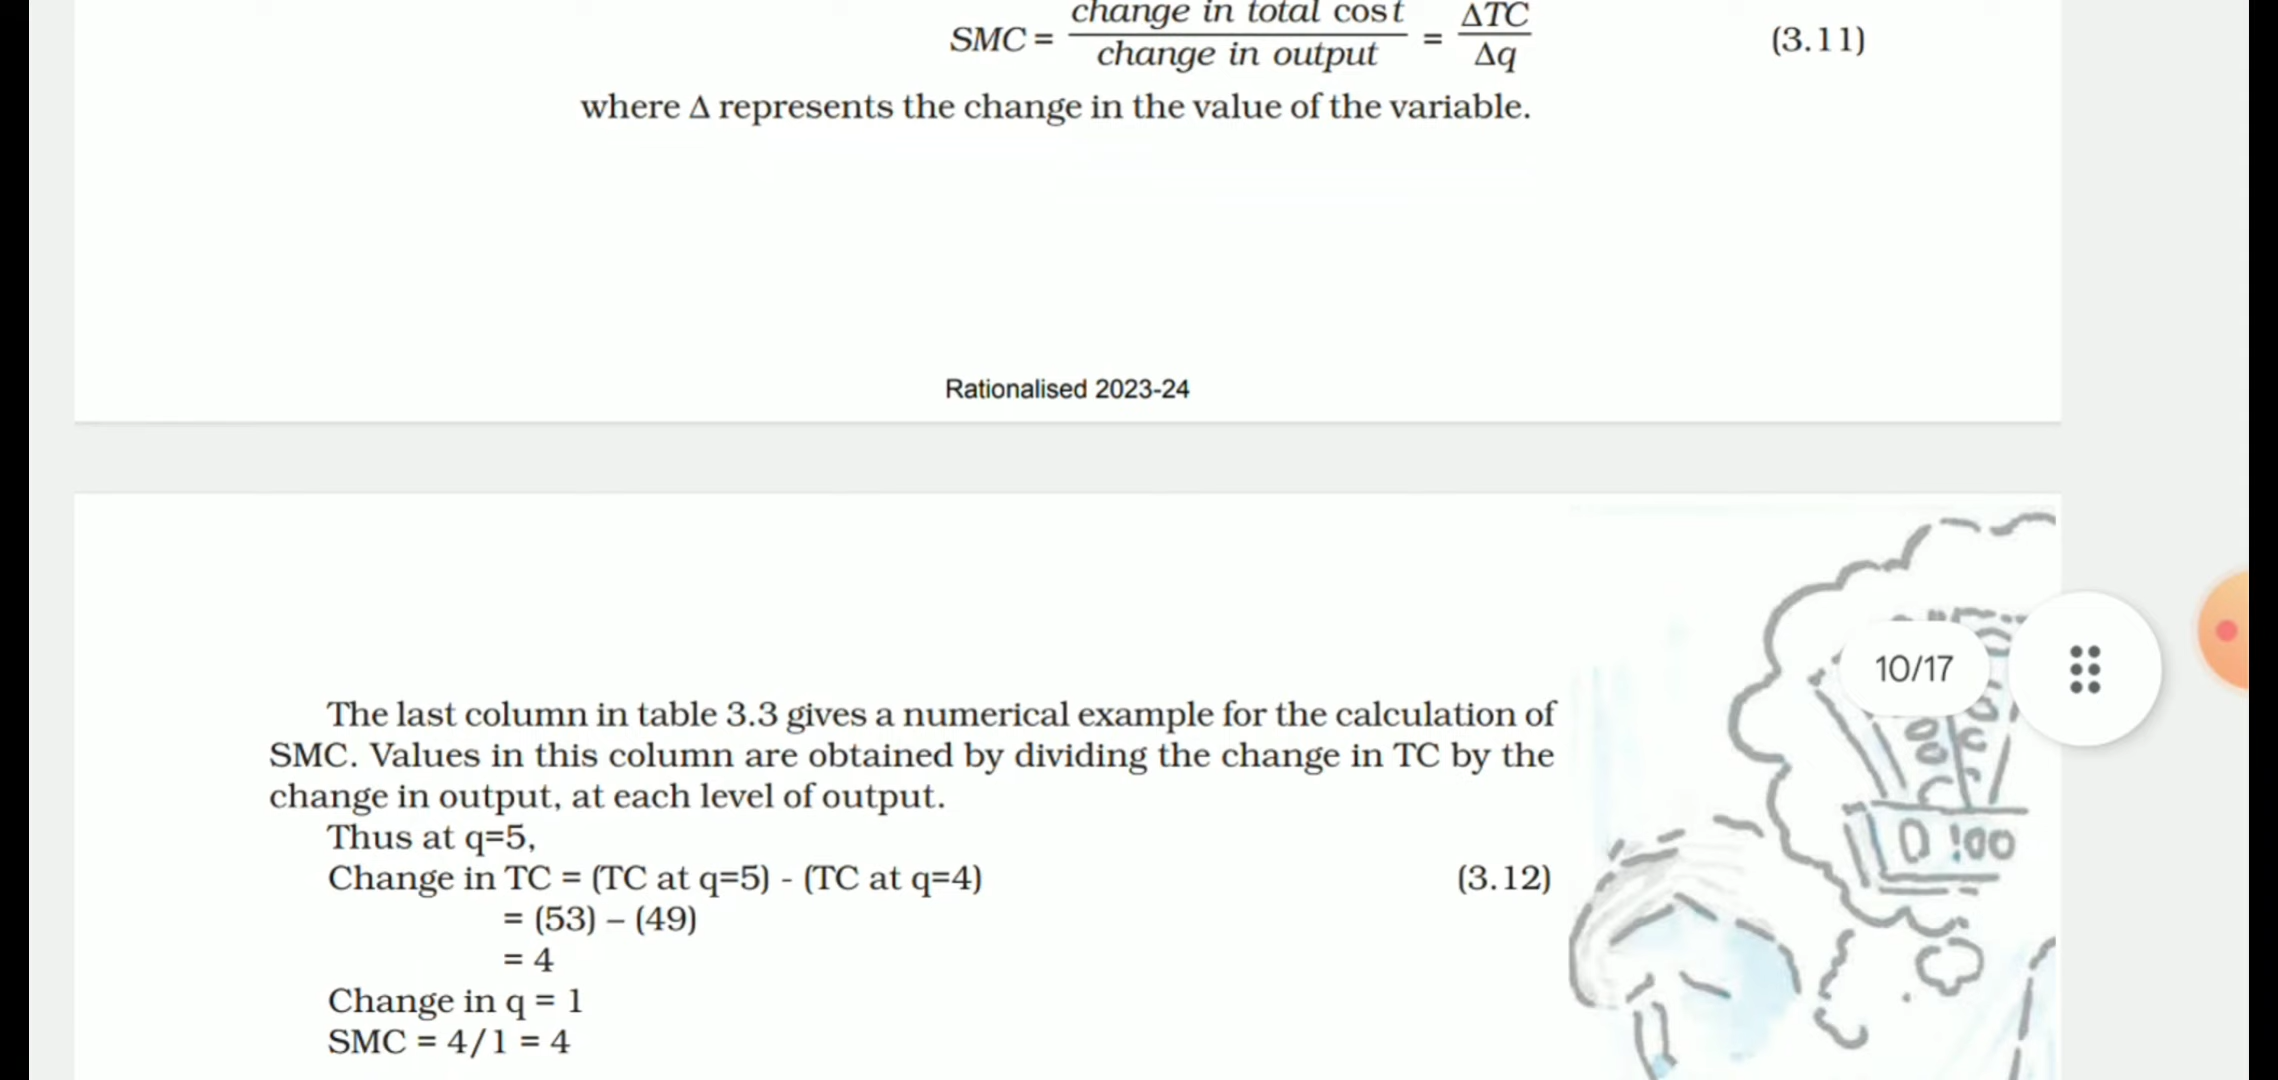 SMC = change in total cost / change in output = ΔTC / Δq (3.11)
where Δ represents the change in the value of the variable.
Rationalised 2023-24
The last column in table 3.3 gives a numerical example for the calculation of
SMC. Values in this column are obtained by dividing the change in TC by the
change in output, at each level of output.
Thus at q=5,
Change in TC = (TC at q=5) - (TC at q=4) (3.12)
= (53) – (49)
= 4
Change in q = 1
SMC = 4/1 = 4
10/17